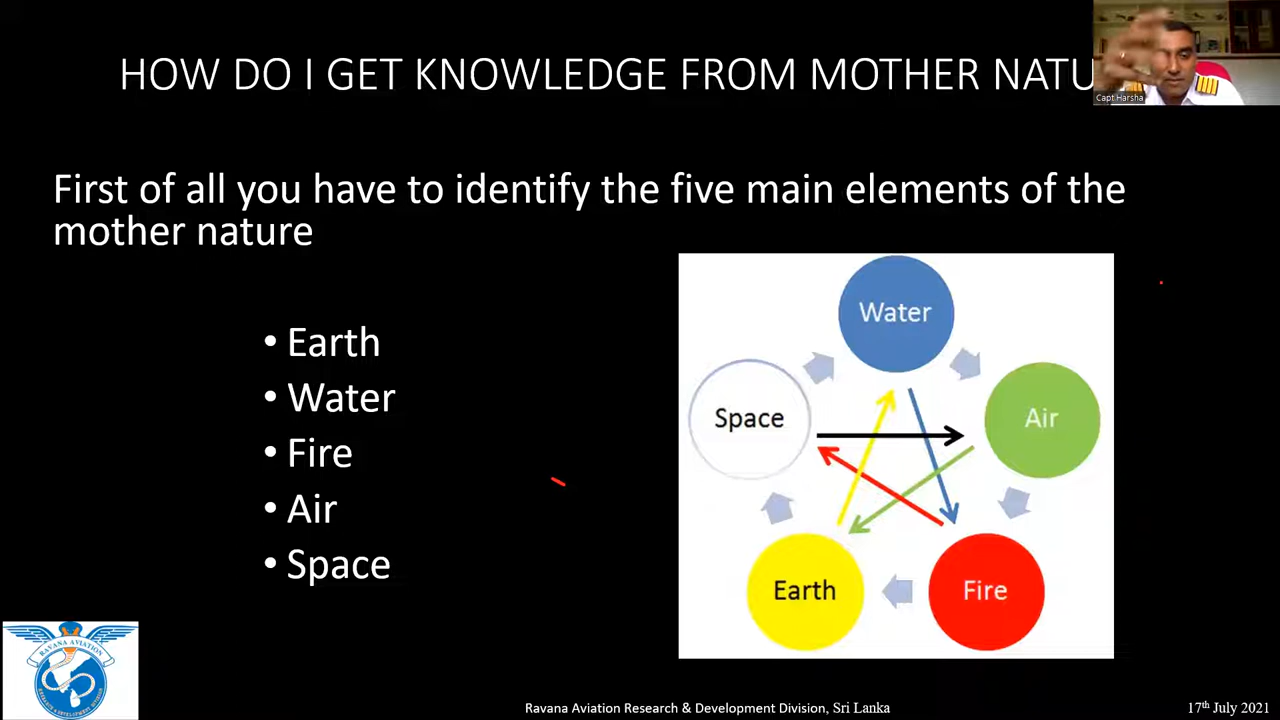 HOW DO I GET KNOWLEDGE FROM MOTHER NATU
Capt Harsha
First of all you have to identify the five main elements of the
mother nature
• Earth
• Water
• Fire
• Air
• Space
Water
Space
Air
Earth
Fire
RAVANA AVIATION
Ravana Aviation Research & Development Division, Sri Lanka
17th July 2021